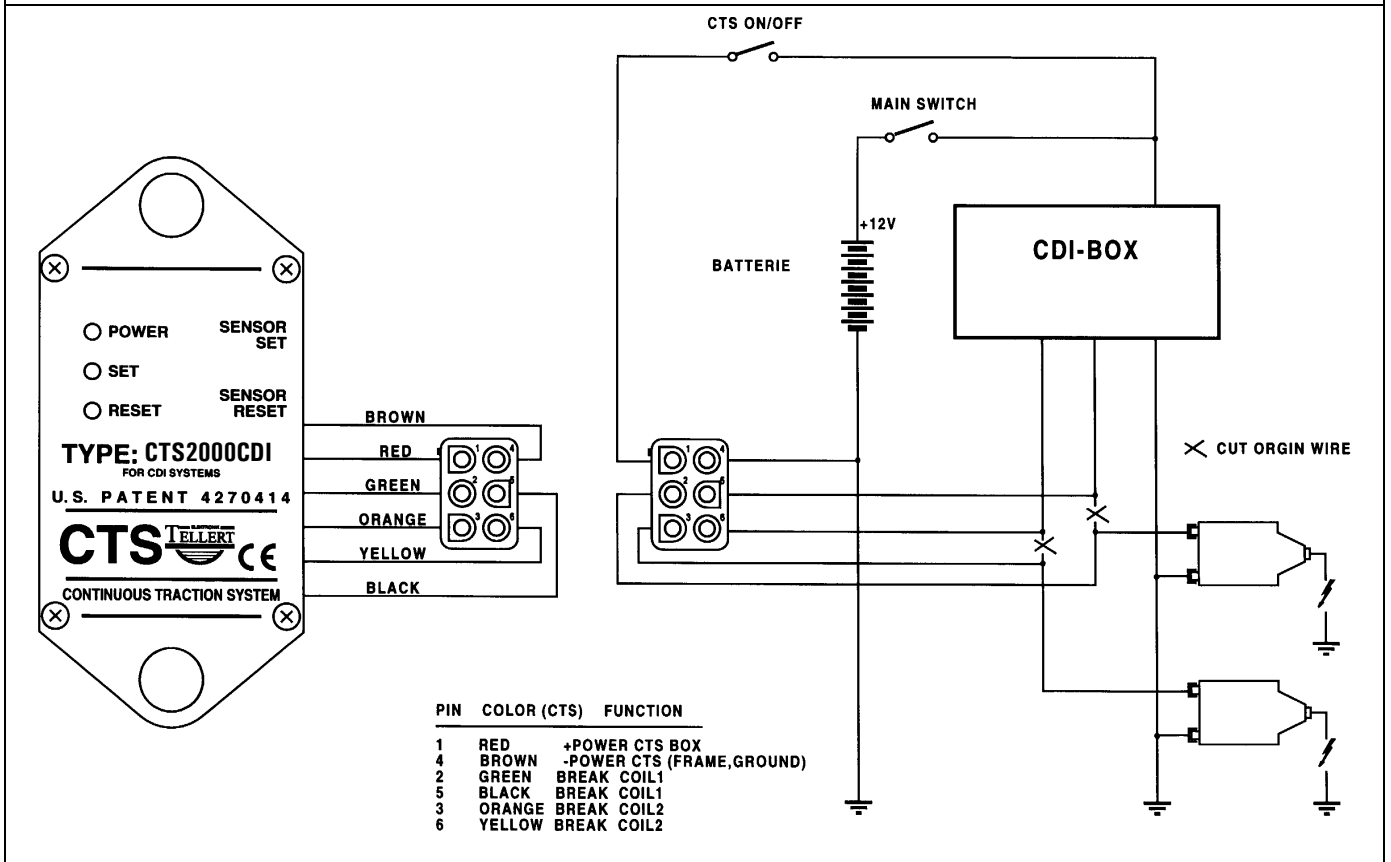 CTS ON/OFF
MAIN SWITCH
+12V
BATTERIE
CDI-BOX
POWER
SENSOR
SET
SET
SENSOR
RESET
RESET
TYPE: CTS2000CDI
FOR CDI SYSTEMS
U.S. PATENT 4270414
CTS
TELLERT
CE
CONTINUOUS TRACTION SYSTEM
BROWN
RED
GREEN
ORANGE
YELLOW
BLACK
1 4
2 5
3 6
1 4
2 5
3 6
CUT ORGIN WIRE
PIN COLOR (CTS) FUNCTION
1 RED +POWER CTS BOX
4 BROWN -POWER CTS (FRAME,GROUND)
2 GREEN BREAK COIL1
5 BLACK BREAK COIL1
3 ORANGE BREAK COIL2
6 YELLOW BREAK COIL2